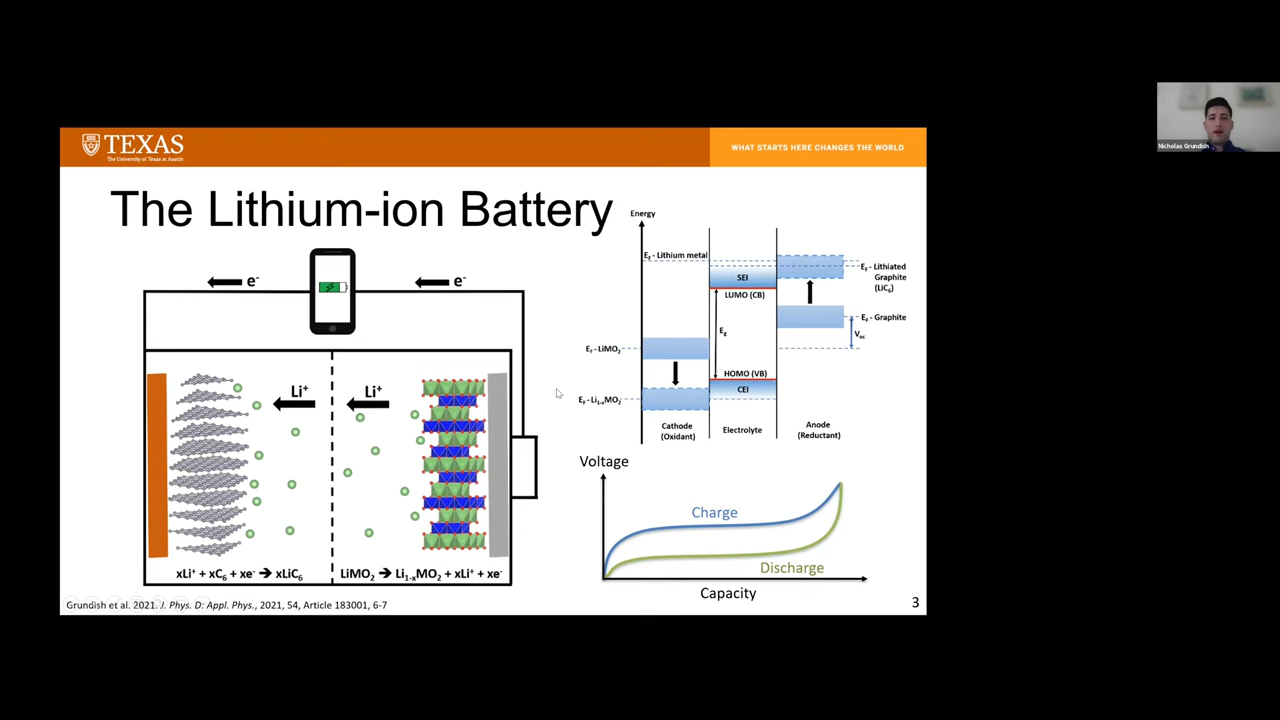 TEXAS
The University of Texas at Austin
WHAT STARTS HERE CHANGES THE WORLD
Nicholas Grundish
The Lithium-ion Battery
e⁻
e⁻
Li⁺
Li⁺
xLi⁺ + xC₆ + xe⁻ → xLiC₆
LiMO₂ → Li₁₋ₓMO₂ + xLi⁺ + xe⁻
Energy
E_F - Lithium metal
SEI
LUMO (CB)
E_F - Lithiated
Graphite
(LiC₆)
E_F - Graphite
V_oc
E_g
E_F - LiMO₂
HOMO (VB)
CEI
E_F - Li₁₋ₓMO₂
Cathode
(Oxidant)
Electrolyte
Anode
(Reductant)
Voltage
Charge
Discharge
Capacity
Grundish et al. 2021. J. Phys. D: Appl. Phys., 2021, 54, Article 183001, 6-7
3